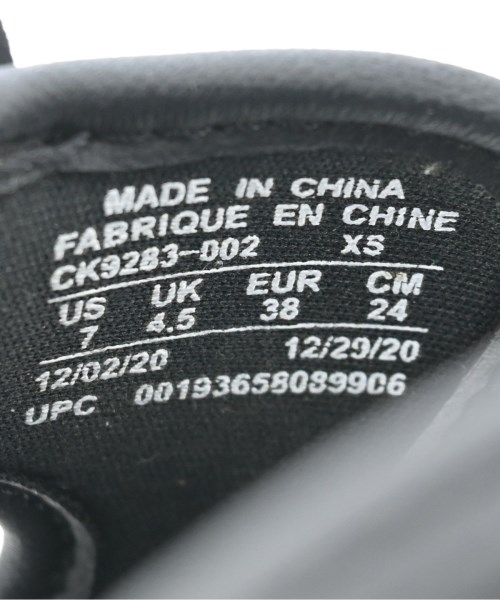 MADE IN CHINA
FABRIQUE EN CHINE
CK9283-002 XS
US UK EUR CM
7 4.5 38 24
12/02/20 12/29/20
UPC 00193658089906